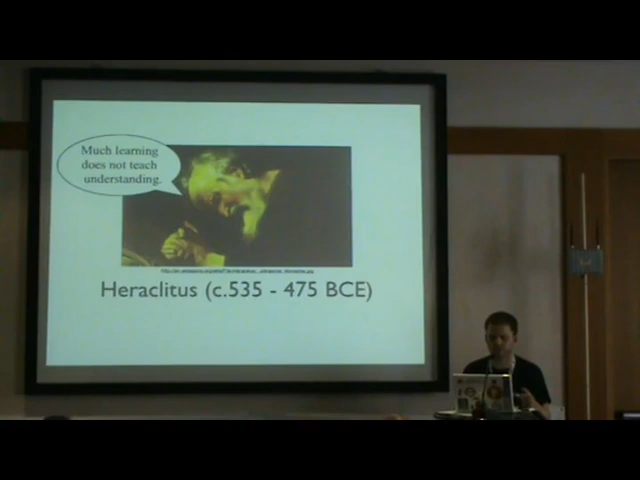 Much learning
does not teach
understanding.
Heraclitus (c.535 - 475 BCE)